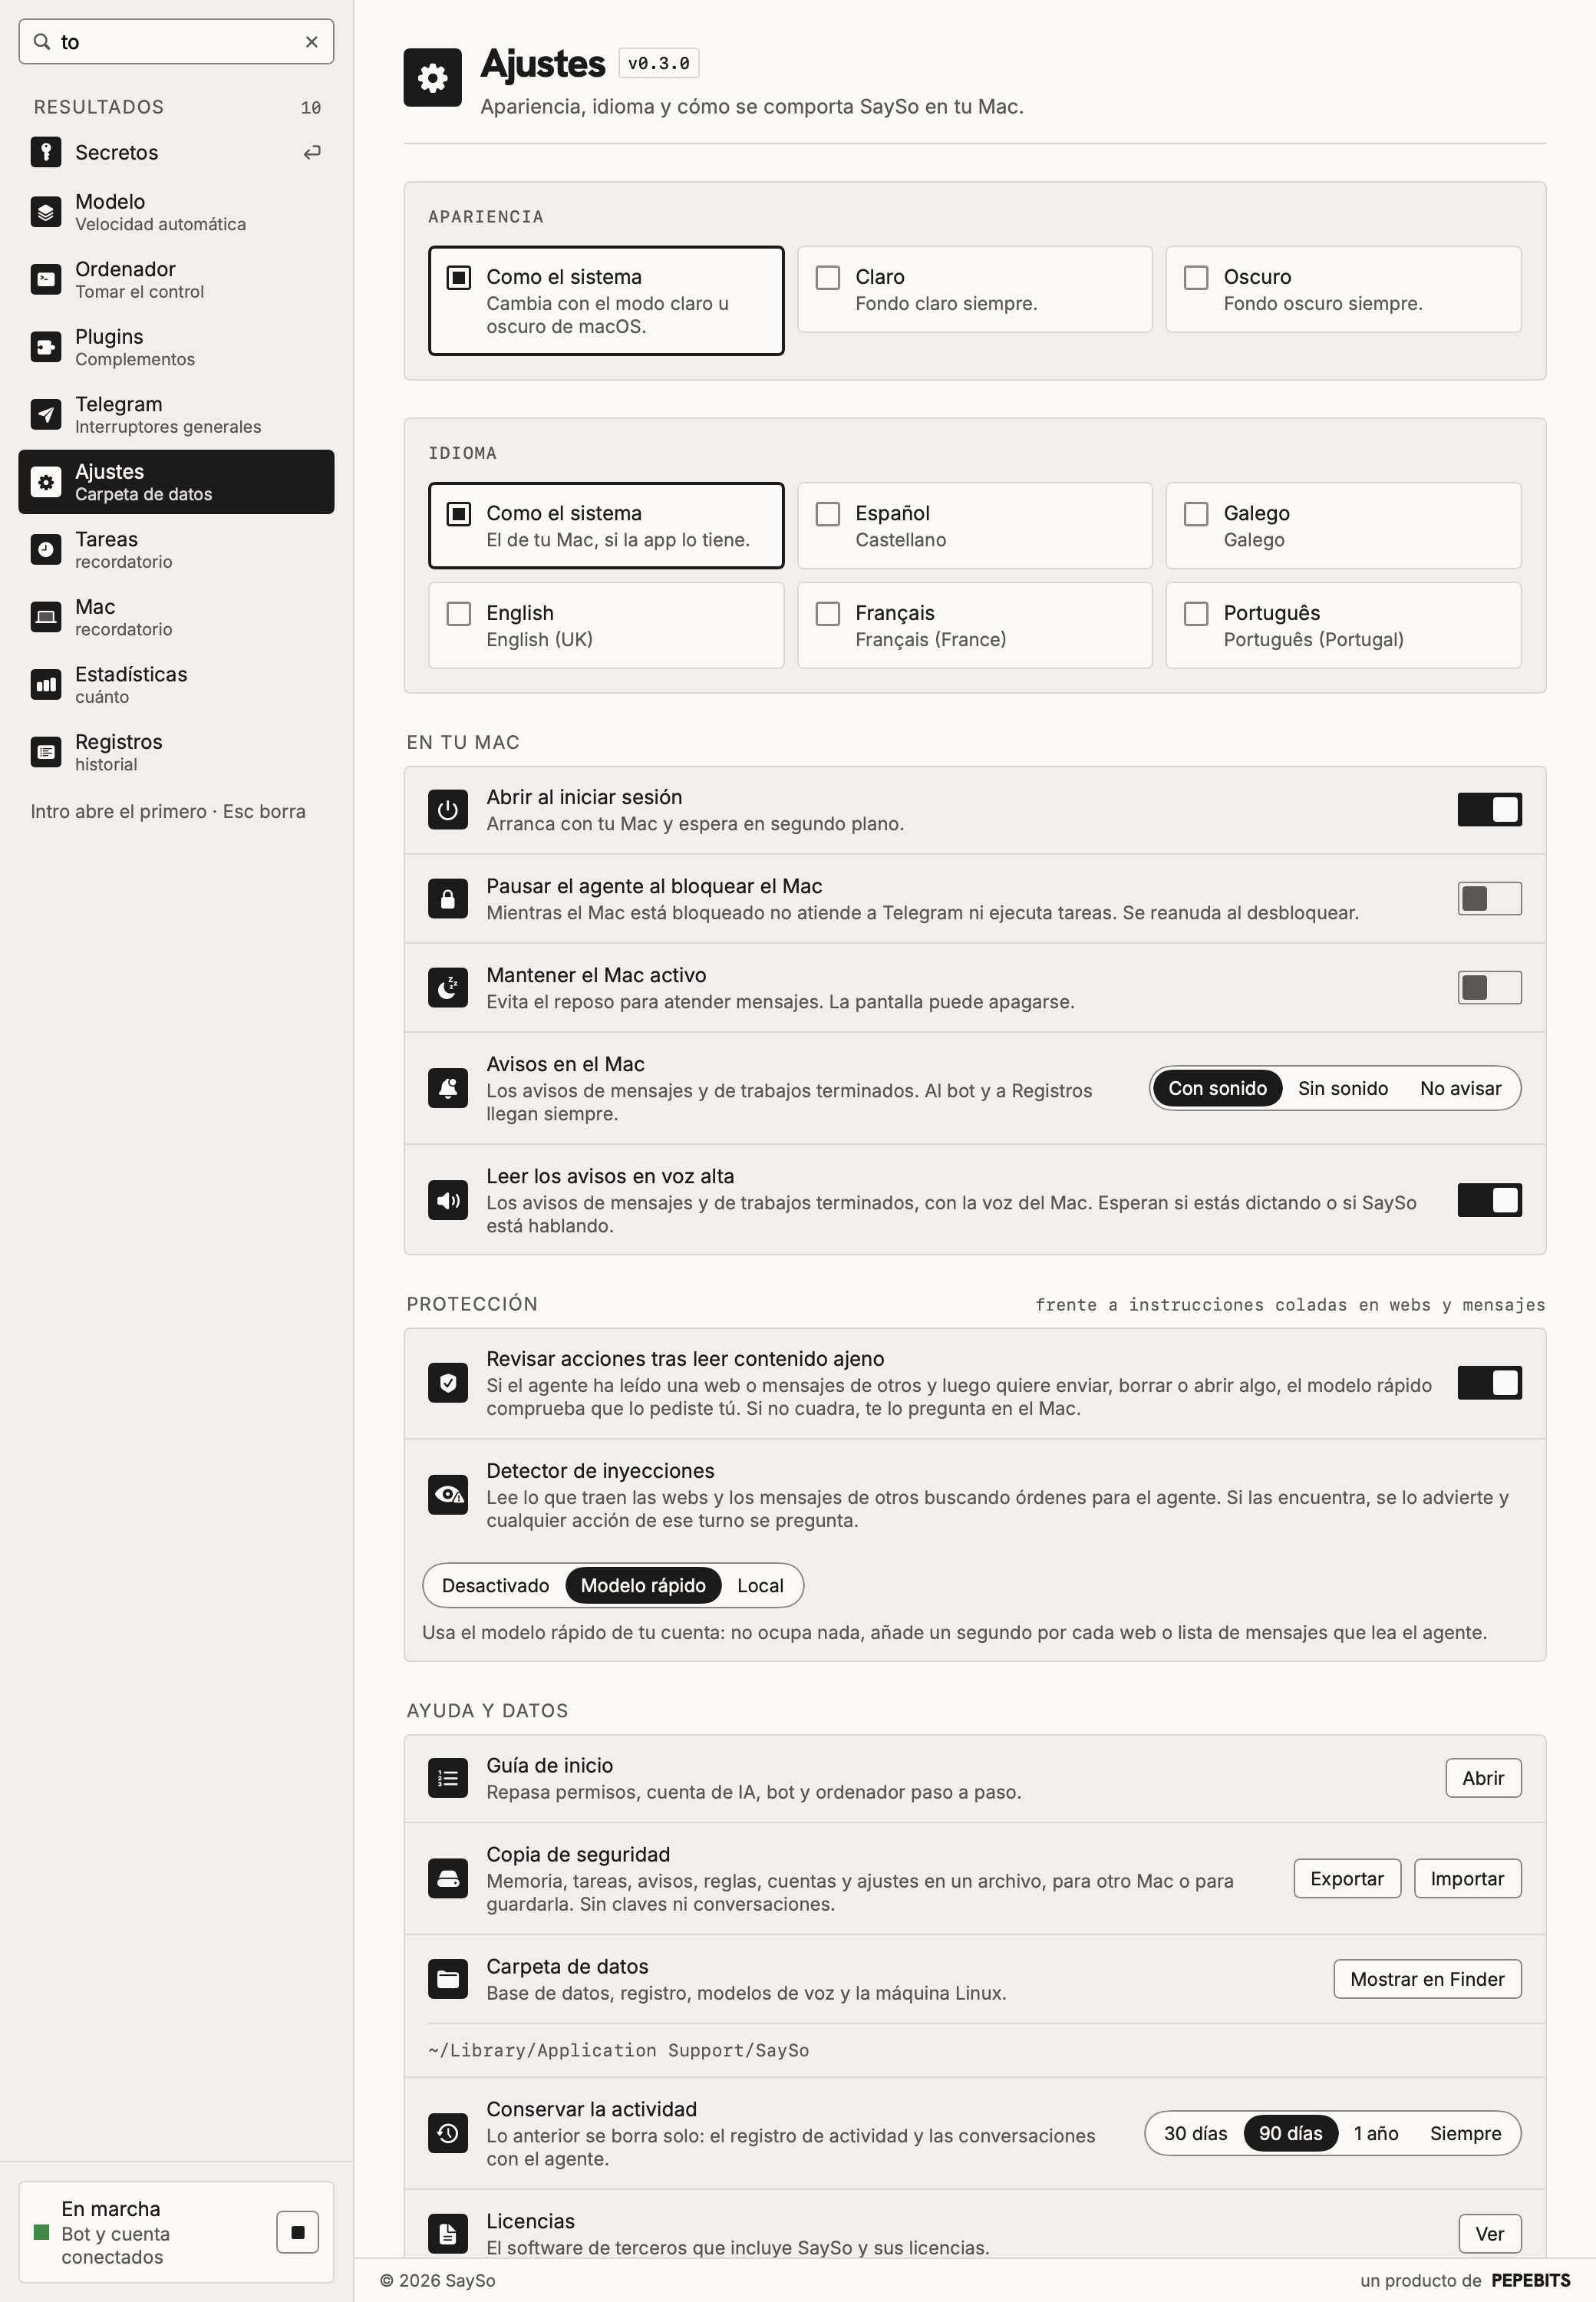 to
RESULTADOS 10
Secretos
Modelo
Velocidad automática
Ordenador
Tomar el control
Plugins
Complementos
Telegram
Interruptores generales
Ajustes
Carpeta de datos
Tareas
recordatorio
Mac
recordatorio
Estadísticas
cuánto
Registros
historial
Intro abre el primero · Esc borra
En marcha
Bot y cuenta
conectados
Ajustes v0.3.0
Apariencia, idioma y cómo se comporta SaySo en tu Mac.
APARIENCIA
Como el sistema
Cambia con el modo claro u
oscuro de macOS.
Claro
Fondo claro siempre.
Oscuro
Fondo oscuro siempre.
IDIOMA
Como el sistema
El de tu Mac, si la app lo tiene.
Español
Castellano
Galego
Galego
English
English (UK)
Français
Français (France)
Português
Português (Portugal)
EN TU MAC
Abrir al iniciar sesión
Arranca con tu Mac y espera en segundo plano.
Pausar el agente al bloquear el Mac
Mientras el Mac está bloqueado no atiende a Telegram ni ejecuta tareas. Se reanuda al desbloquear.
Mantener el Mac activo
Evita el reposo para atender mensajes. La pantalla puede apagarse.
Avisos en el Mac
Los avisos de mensajes y de trabajos terminados. Al bot y a Registros
llegan siempre.
Con sonido Sin sonido No avisar
Leer los avisos en voz alta
Los avisos de mensajes y de trabajos terminados, con la voz del Mac. Esperan si estás dictando o si SaySo
está hablando.
PROTECCIÓN frente a instrucciones coladas en webs y mensajes
Revisar acciones tras leer contenido ajeno
Si el agente ha leído una web o mensajes de otros y luego quiere enviar, borrar o abrir algo, el modelo rápido
comprueba que lo pediste tú. Si no cuadra, te lo pregunta en el Mac.
Detector de inyecciones
Lee lo que traen las webs y los mensajes de otros buscando órdenes para el agente. Si las encuentra, se lo advierte y
cualquier acción de ese turno se pregunta.
Desactivado Modelo rápido Local
Usa el modelo rápido de tu cuenta: no ocupa nada, añade un segundo por cada web o lista de mensajes que lea el agente.
AYUDA Y DATOS
Guía de inicio
Repasa permisos, cuenta de IA, bot y ordenador paso a paso.
Abrir
Copia de seguridad
Memoria, tareas, avisos, reglas, cuentas y ajustes en un archivo, para otro Mac o para
guardarla. Sin claves ni conversaciones.
Exportar Importar
Carpeta de datos
Base de datos, registro, modelos de voz y la máquina Linux.
Mostrar en Finder
~/Library/Application Support/SaySo
Conservar la actividad
Lo anterior se borra solo: el registro de actividad y las conversaciones
con el agente.
30 días 90 días 1 año Siempre
Licencias
El software de terceros que incluye SaySo y sus licencias.
Ver
© 2026 SaySo un producto de PEPEBITS